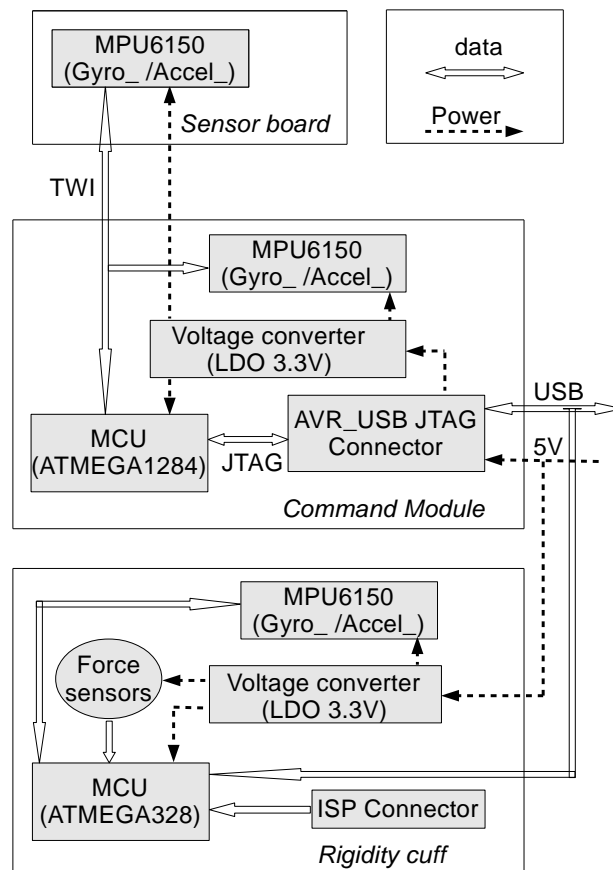 MPU6150
(Gyro_ /Accel_)
Sensor board
data
Power
TWI
MPU6150
(Gyro_ /Accel_)
Voltage converter
(LDO 3.3V)
MCU
(ATMEGA1284)
JTAG
AVR_USB JTAG
Connector
USB
5V
Command Module
MPU6150
(Gyro_ /Accel_)
Force
sensors
Voltage converter
(LDO 3.3V)
MCU
(ATMEGA328)
ISP Connector
Rigidity cuff